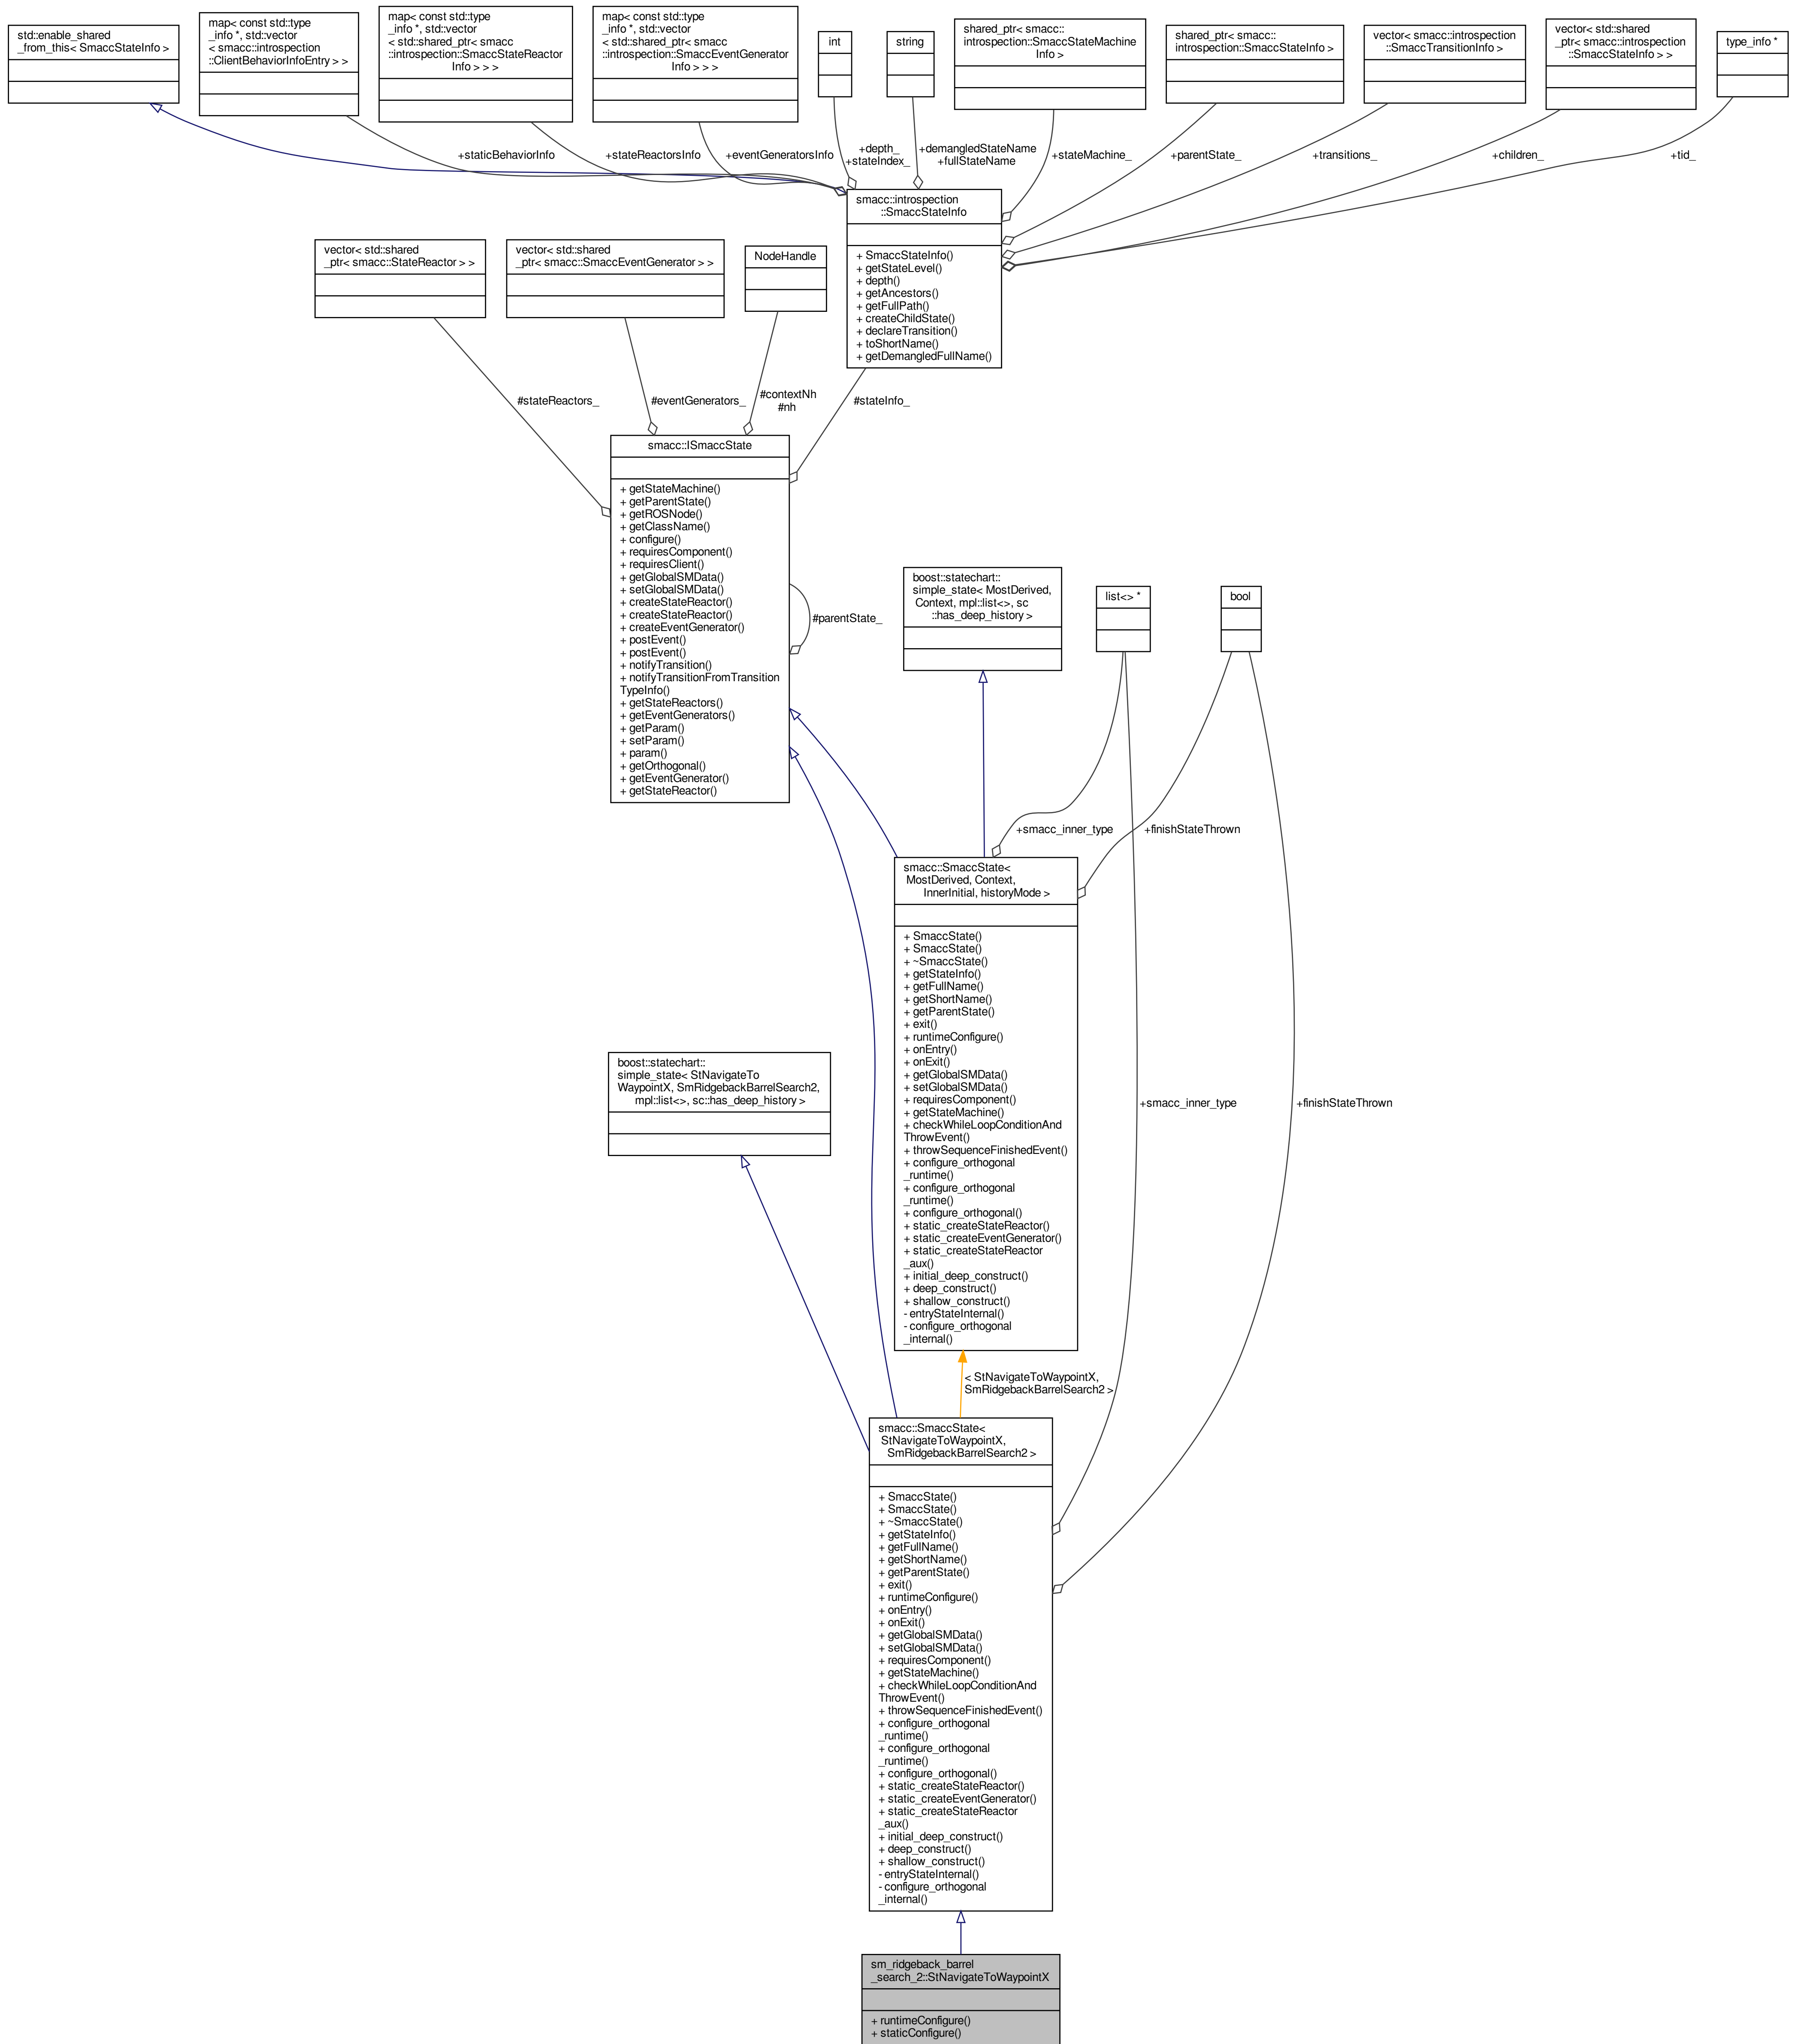 std::enable_shared
_from_this< SmaccStateInfo >
map< const std::type
_info *, std::vector
< smacc::introspection
::ClientBehaviorInfoEntry > >
map< const std::type
_info *, std::vector
< std::shared_ptr< smacc
::introspection::SmaccStateReactor
Info > > >
map< const std::type
_info *, std::vector
< std::shared_ptr< smacc
::introspection::SmaccEventGenerator
Info > > >
int
string
shared_ptr< smacc::
introspection::SmaccStateMachine
Info >
shared_ptr< smacc::
introspection::SmaccStateInfo >
vector< smacc::introspection
::SmaccTransitionInfo >
vector< std::shared
_ptr< smacc::introspection
::SmaccStateInfo > >
type_info *
+staticBehaviorInfo
+stateReactorsInfo
+eventGeneratorsInfo
+depth_
+stateIndex_
+demangledStateName
+fullStateName
+stateMachine_
+parentState_
+transitions_
+children_
+tid_
smacc::introspection
::SmaccStateInfo
+ SmaccStateInfo()
+ getStateLevel()
+ depth()
+ getAncestors()
+ getFullPath()
+ createChildState()
+ declareTransition()
+ toShortName()
+ getDemangledFullName()
vector< std::shared
_ptr< smacc::StateReactor > >
vector< std::shared
_ptr< smacc::SmaccEventGenerator > >
NodeHandle
#stateReactors_
#eventGenerators_
#contextNh
#nh
#stateInfo_
smacc::ISmaccState
+ getStateMachine()
+ getParentState()
+ getROSNode()
+ getClassName()
+ configure()
+ requiresComponent()
+ requiresClient()
+ getGlobalSMData()
+ setGlobalSMData()
+ createStateReactor()
+ createStateReactor()
+ createEventGenerator()
+ postEvent()
+ postEvent()
+ notifyTransition()
+ notifyTransitionFromTransition
TypeInfo()
+ getStateReactors()
+ getEventGenerators()
+ getParam()
+ setParam()
+ param()
+ getOrthogonal()
+ getEventGenerator()
+ getStateReactor()
#parentState_
boost::statechart::
simple_state< MostDerived,
Context, mpl::list<>, sc
::has_deep_history >
list<> *
bool
+smacc_inner_type
+finishStateThrown
smacc::SmaccState<
MostDerived, Context,
InnerInitial, historyMode >
+ SmaccState()
+ SmaccState()
+ ~SmaccState()
+ getStateInfo()
+ getFullName()
+ getShortName()
+ getParentState()
+ exit()
+ runtimeConfigure()
+ onEntry()
+ onExit()
+ getGlobalSMData()
+ setGlobalSMData()
+ requiresComponent()
+ getStateMachine()
+ checkWhileLoopConditionAnd
ThrowEvent()
+ throwSequenceFinishedEvent()
+ configure_orthogonal
_runtime()
+ configure_orthogonal
_runtime()
+ configure_orthogonal()
+ static_createStateReactor()
+ static_createEventGenerator()
+ static_createStateReactor
_aux()
+ initial_deep_construct()
+ deep_construct()
+ shallow_construct()
- entryStateInternal()
- configure_orthogonal
_internal()
boost::statechart::
simple_state< StNavigateTo
WaypointX, SmRidgebackBarrelSearch2,
mpl::list<>, sc::has_deep_history >
+smacc_inner_type
+finishStateThrown
< StNavigateToWaypointX,
SmRidgebackBarrelSearch2 >
smacc::SmaccState<
StNavigateToWaypointX,
SmRidgebackBarrelSearch2 >
+ SmaccState()
+ SmaccState()
+ ~SmaccState()
+ getStateInfo()
+ getFullName()
+ getShortName()
+ getParentState()
+ exit()
+ runtimeConfigure()
+ onEntry()
+ onExit()
+ getGlobalSMData()
+ setGlobalSMData()
+ requiresComponent()
+ getStateMachine()
+ checkWhileLoopConditionAnd
ThrowEvent()
+ throwSequenceFinishedEvent()
+ configure_orthogonal
_runtime()
+ configure_orthogonal
_runtime()
+ configure_orthogonal()
+ static_createStateReactor()
+ static_createEventGenerator()
+ static_createStateReactor
_aux()
+ initial_deep_construct()
+ deep_construct()
+ shallow_construct()
- entryStateInternal()
- configure_orthogonal
_internal()
sm_ridgeback_barrel
_search_2::StNavigateToWaypointX
+ runtimeConfigure()
+ staticConfigure()